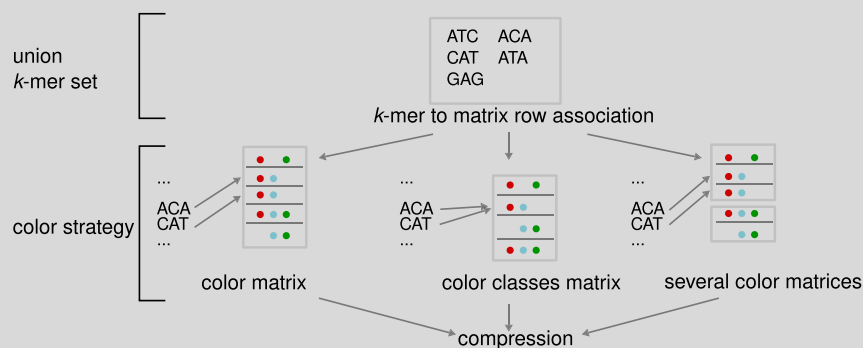 union
k-mer set
ATC ACA
CAT ATA
GAG
k-mer to matrix row association
color strategy
...
ACA
CAT
...
color matrix
...
ACA
CAT
...
color classes matrix
...
ACA
CAT
...
several color matrices
compression